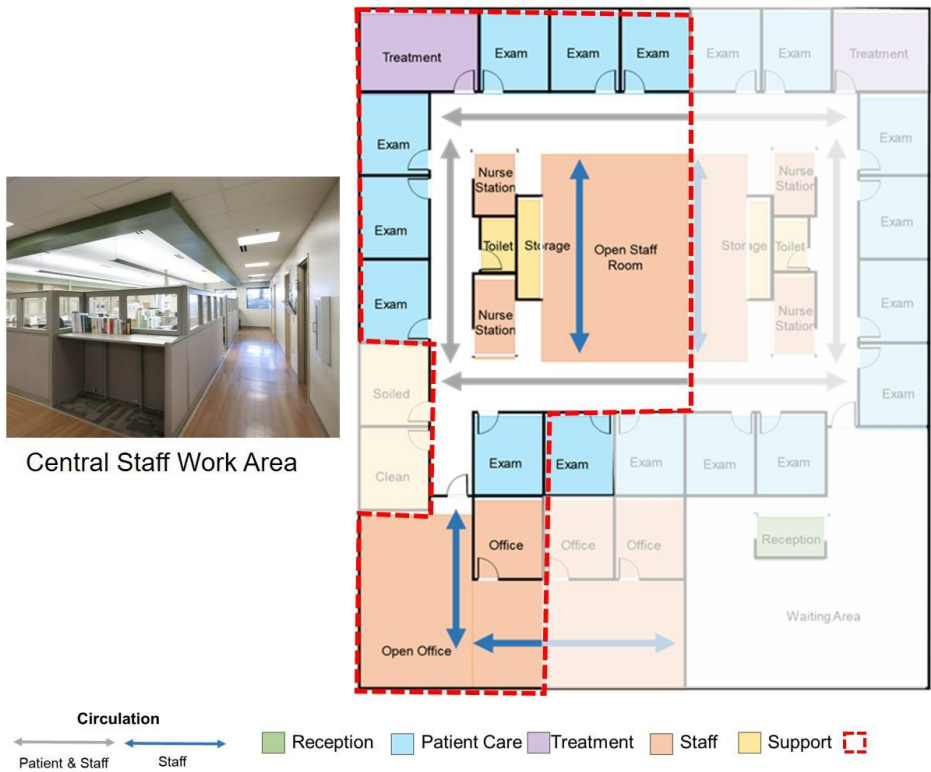 Treatment
Exam
Exam
Exam
Exam
Exam
Treatment
Exam
Exam
Nurse
Station
Nurse
Station
Exam
Toilet
Storage
Open Staff
Room
Storage
Toilet
Exam
Exam
Nurse
Station
Nurse
Station
Exam
Soiled
Exam
Central Staff Work Area
Clean
Exam
Exam
Exam
Exam
Exam
Office
Office
Office
Reception
Waiting Area
Open Office
Circulation
Patient & Staff
Staff
Reception
Patient Care
Treatment
Staff
Support